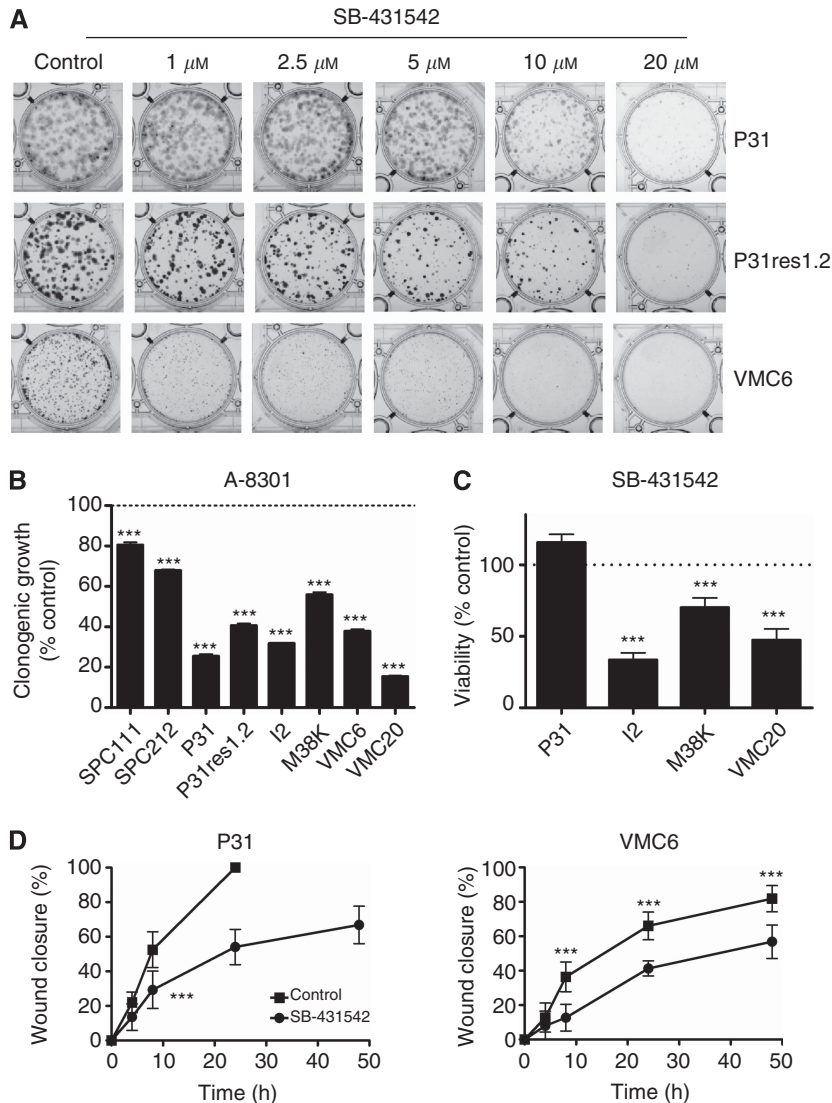 A
SB-431542
Control 1 μM 2.5 μM 5 μM 10 μM 20 μM
P31
P31res1.2
VMC6
B
A-8301
Clonogenic growth
(% control)
100
80
60
40
20
0
*** *** *** *** *** *** *** ***
SPC111 SPC212 P31 P31res1.2 I2 M38K VMC6 VMC20
C
SB-431542
Viability (% control)
100
50
0
*** *** ***
P31 I2 M38K VMC20
D
P31
Wound closure (%)
100
80
60
40
20
0
***
Control
SB-431542
0 10 20 30 40 50
Time (h)
VMC6
Wound closure (%)
100
80
60
40
20
0
*** *** ***
0 10 20 30 40 50
Time (h)